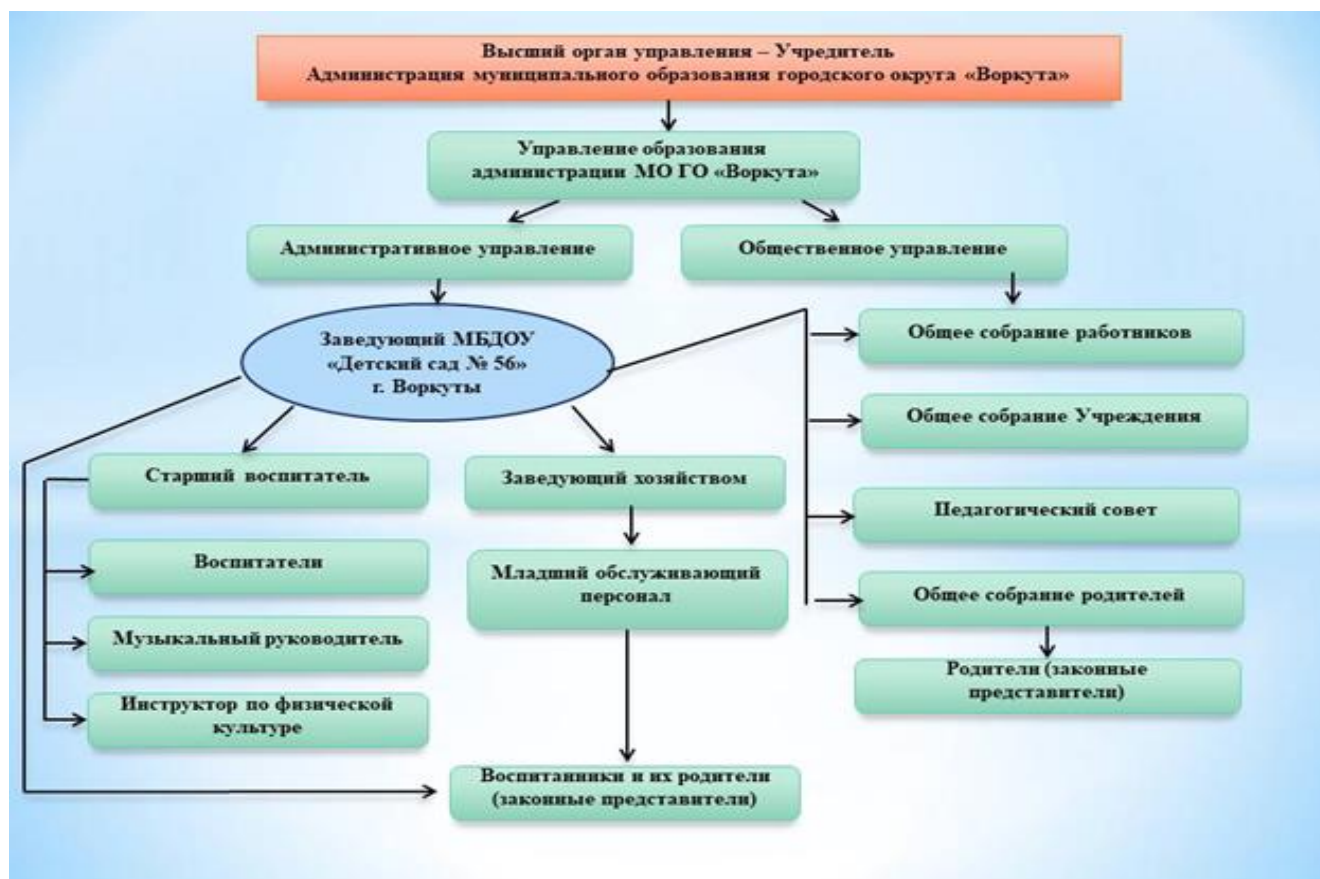 Высший орган управления – Учредитель
Администрация муниципального образования городского округа «Воркута»
Управление образования
администрации МО ГО «Воркута»
Административное управление
Общественное управление
Заведующий МБДОУ
«Детский сад № 56»
г. Воркуты
Общее собрание работников
Общее собрание Учреждения
Педагогический совет
Общее собрание родителей
Родители (законные
представители)
Старший воспитатель
Воспитатели
Музыкальный руководитель
Инструктор по физической
культуре
Заведующий хозяйством
Младший обслуживающий
персонал
Воспитанники и их родители
(законные представители)